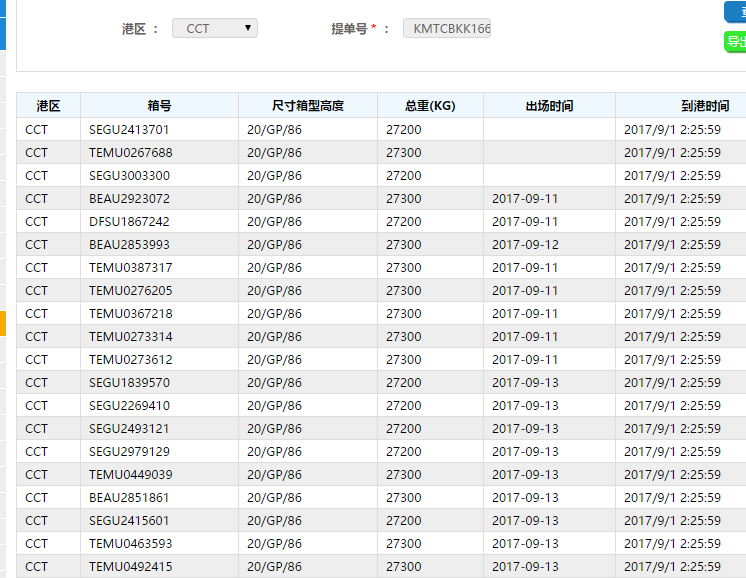 港区 ： CCT ▼ 提单号 * ： KMTCBKK166
导出
港区 箱号 尺寸箱型高度 总重(KG) 出场时间 到港时间
CCT SEGU2413701 20/GP/86 27200 2017/9/1 2:25:59
CCT TEMU0267688 20/GP/86 27300 2017/9/1 2:25:59
CCT SEGU3003300 20/GP/86 27200 2017/9/1 2:25:59
CCT BEAU2923072 20/GP/86 27300 2017-09-11 2017/9/1 2:25:59
CCT DFSU1867242 20/GP/86 27200 2017-09-11 2017/9/1 2:25:59
CCT BEAU2853993 20/GP/86 27300 2017-09-12 2017/9/1 2:25:59
CCT TEMU0387317 20/GP/86 27300 2017-09-11 2017/9/1 2:25:59
CCT TEMU0276205 20/GP/86 27300 2017-09-11 2017/9/1 2:25:59
CCT TEMU0367218 20/GP/86 27300 2017-09-11 2017/9/1 2:25:59
CCT TEMU0273314 20/GP/86 27300 2017-09-11 2017/9/1 2:25:59
CCT TEMU0273612 20/GP/86 27300 2017-09-11 2017/9/1 2:25:59
CCT SEGU1839570 20/GP/86 27200 2017-09-13 2017/9/1 2:25:59
CCT SEGU2269410 20/GP/86 27200 2017-09-13 2017/9/1 2:25:59
CCT SEGU2493121 20/GP/86 27200 2017-09-13 2017/9/1 2:25:59
CCT SEGU2979129 20/GP/86 27200 2017-09-13 2017/9/1 2:25:59
CCT TEMU0449039 20/GP/86 27300 2017-09-13 2017/9/1 2:25:59
CCT BEAU2851861 20/GP/86 27300 2017-09-13 2017/9/1 2:25:59
CCT SEGU2415601 20/GP/86 27200 2017-09-13 2017/9/1 2:25:59
CCT TEMU0463593 20/GP/86 27300 2017-09-13 2017/9/1 2:25:59
CCT TEMU0492415 20/GP/86 27300 2017-09-13 2017/9/1 2:25:59